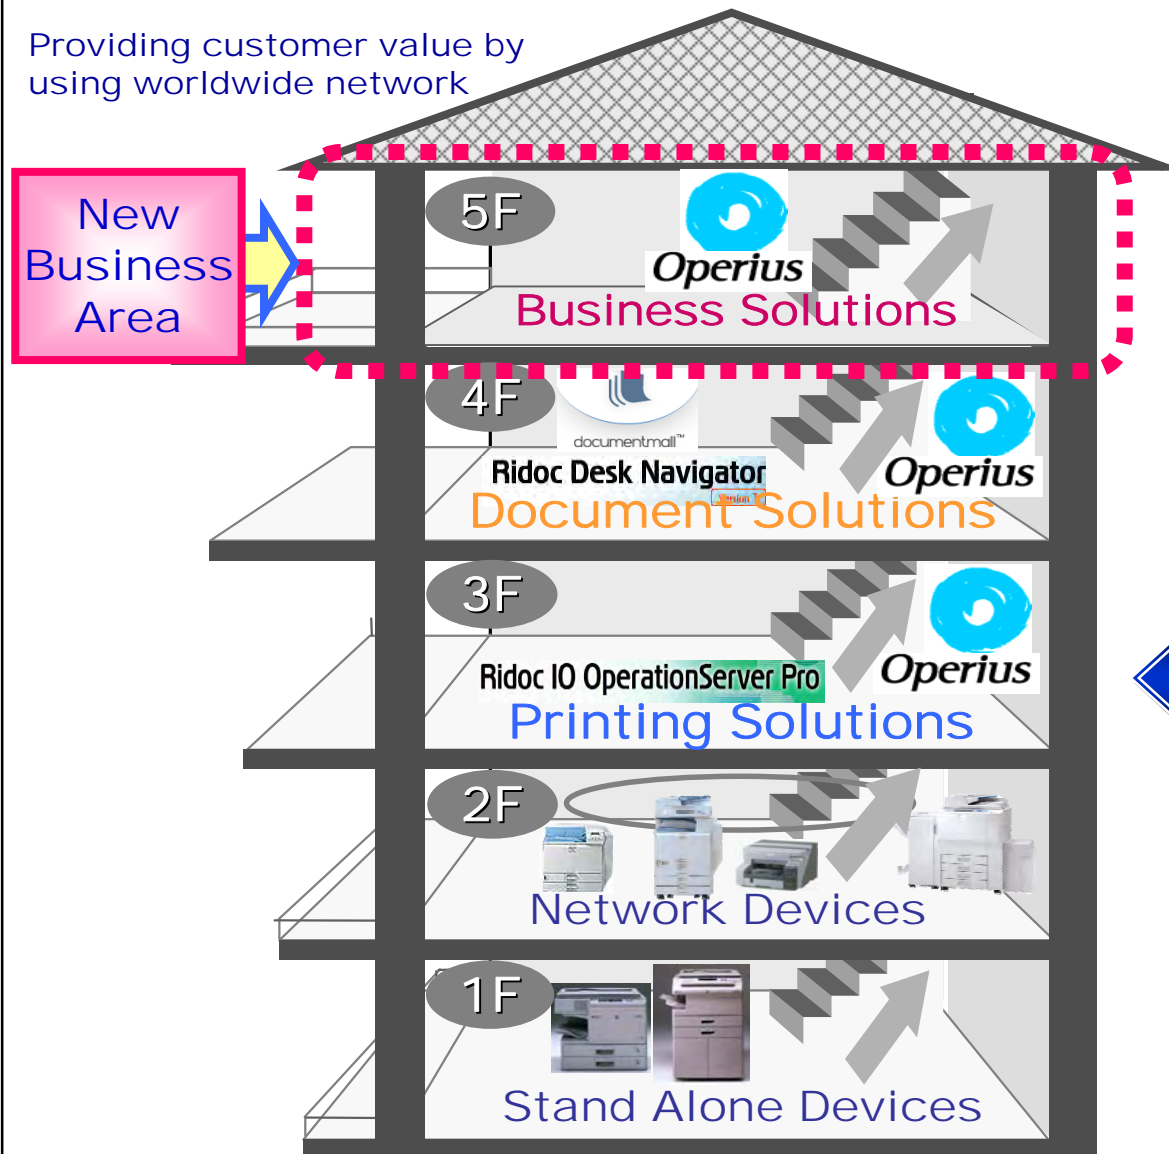 Providing customer value by
using worldwide network
New
Business
Area
5F
Operius
Business Solutions
4F
documentmall™
Ridoc Desk Navigator
Operius
Document Solutions
3F
Ridoc IO OperationServer Pro
Operius
Printing Solutions
2F
Network Devices
1F
Stand Alone Devices